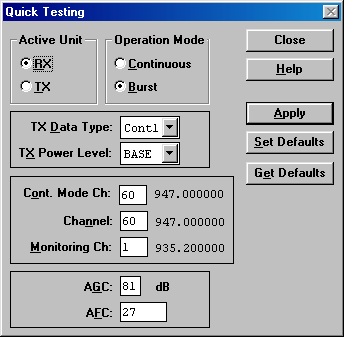 Quick Testing
Active Unit
RX
TX
Operation Mode
Continuous
Burst
Close
Help
Apply
Set Defaults
Get Defaults
TX Data Type: Cont1
TX Power Level: BASE
Cont. Mode Ch: 60 947.000000
Channel: 60 947.000000
Monitoring Ch: 1 935.200000
AGC: 81 dB
AFC: 27